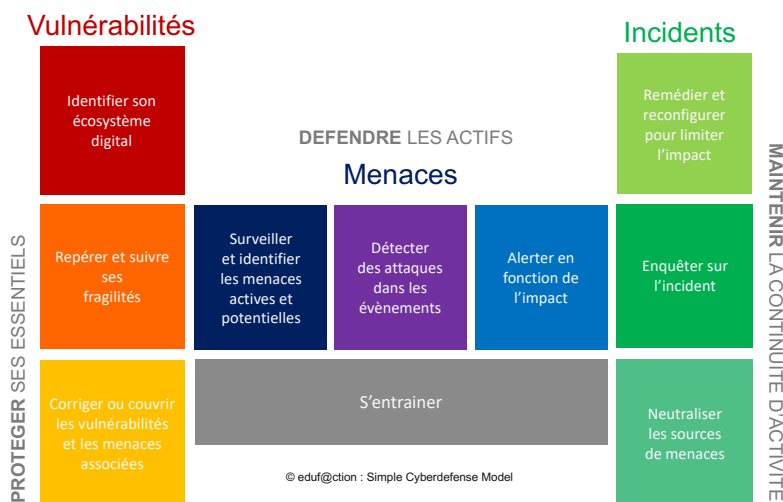 Vulnérabilités
Identifier son
écosystème
digital
Repérer et suivre
ses
fragilités
Corriger ou couvrir
les vulnérabilités
et les menaces
associées
PROTEGER SES ESSENTIELS
DEFENDRE LES ACTIFS
Menaces
Surveiller
et identifier
les menaces
actives et
potentielles
Détecter
des attaques
dans les
évènements
Alerter en
fonction de
l'impact
S'entrainer
© eduf@ction : Simple Cyberdefense Model
Incidents
Remédier et
reconfigurer
pour limiter
l'impact
Enquêter sur
l'incident
Neutraliser
les sources
de menaces
MAINTENIR LA CONTINUITE D'ACTIVITE